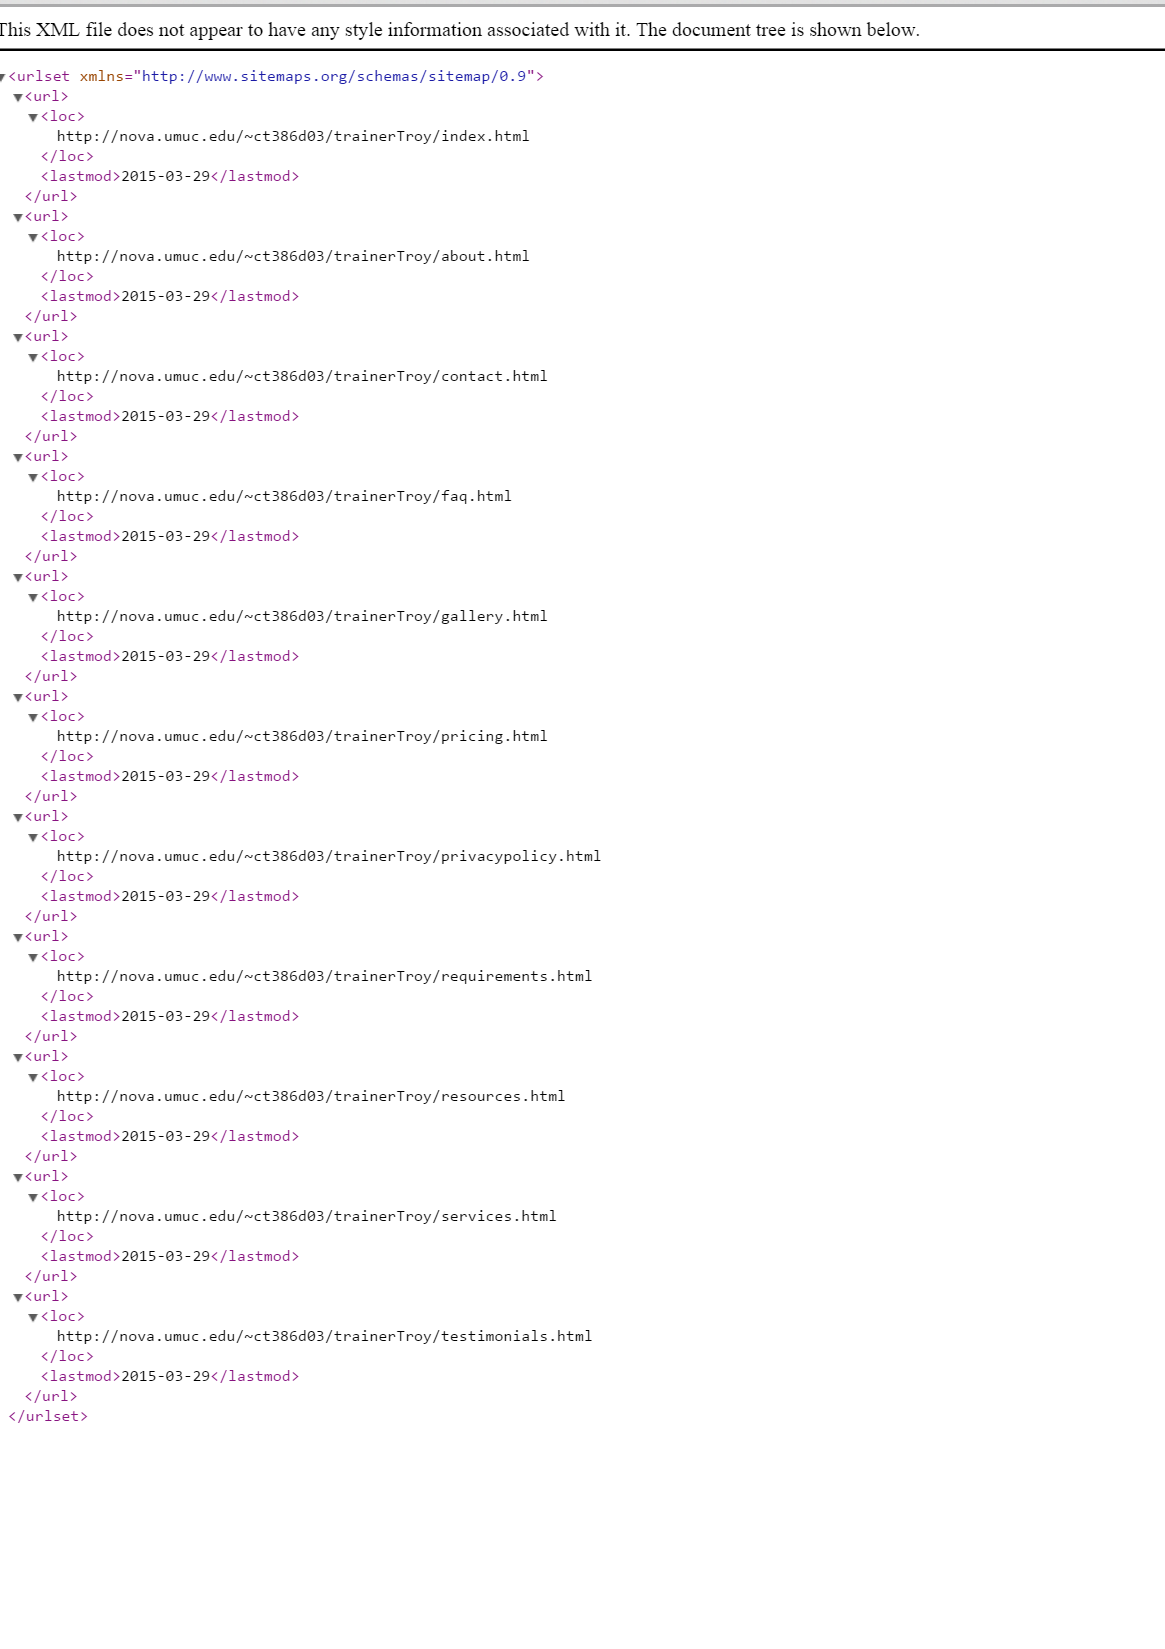 This XML file does not appear to have any style information associated with it. The document tree is shown below.
<urlset xmlns="http://www.sitemaps.org/schemas/sitemap/0.9">
<url>
<loc>
http://nova.umuc.edu/~ct386d03/trainerTroy/index.html
</loc>
<lastmod>2015-03-29</lastmod>
</url>
<url>
<loc>
http://nova.umuc.edu/~ct386d03/trainerTroy/about.html
</loc>
<lastmod>2015-03-29</lastmod>
</url>
<url>
<loc>
http://nova.umuc.edu/~ct386d03/trainerTroy/contact.html
</loc>
<lastmod>2015-03-29</lastmod>
</url>
<url>
<loc>
http://nova.umuc.edu/~ct386d03/trainerTroy/faq.html
</loc>
<lastmod>2015-03-29</lastmod>
</url>
<url>
<loc>
http://nova.umuc.edu/~ct386d03/trainerTroy/gallery.html
</loc>
<lastmod>2015-03-29</lastmod>
</url>
<url>
<loc>
http://nova.umuc.edu/~ct386d03/trainerTroy/pricing.html
</loc>
<lastmod>2015-03-29</lastmod>
</url>
<url>
<loc>
http://nova.umuc.edu/~ct386d03/trainerTroy/privacypolicy.html
</loc>
<lastmod>2015-03-29</lastmod>
</url>
<url>
<loc>
http://nova.umuc.edu/~ct386d03/trainerTroy/requirements.html
</loc>
<lastmod>2015-03-29</lastmod>
</url>
<url>
<loc>
http://nova.umuc.edu/~ct386d03/trainerTroy/resources.html
</loc>
<lastmod>2015-03-29</lastmod>
</url>
<url>
<loc>
http://nova.umuc.edu/~ct386d03/trainerTroy/services.html
</loc>
<lastmod>2015-03-29</lastmod>
</url>
<url>
<loc>
http://nova.umuc.edu/~ct386d03/trainerTroy/testimonials.html
</loc>
<lastmod>2015-03-29</lastmod>
</url>
</urlset>